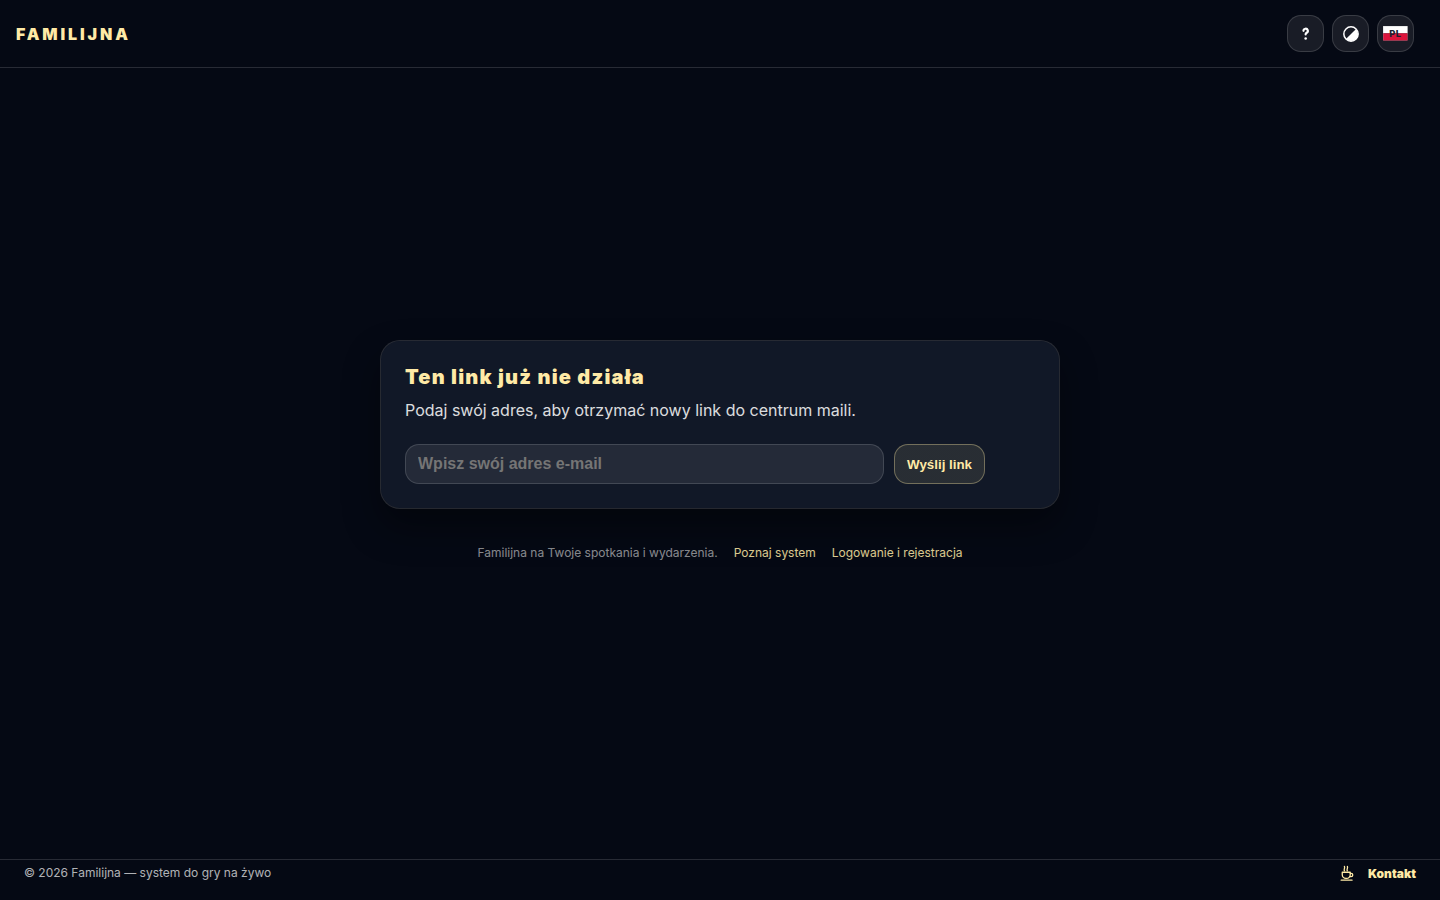 FAMILIJNA
?
PL
Ten link już nie działa
Podaj swój adres, aby otrzymać nowy link do centrum maili.
Wpisz swój adres e-mail
Wyślij link
Familijna na Twoje spotkania i wydarzenia. Poznaj system Logowanie i rejestracja
© 2026 Familijna — system do gry na żywo
Kontakt